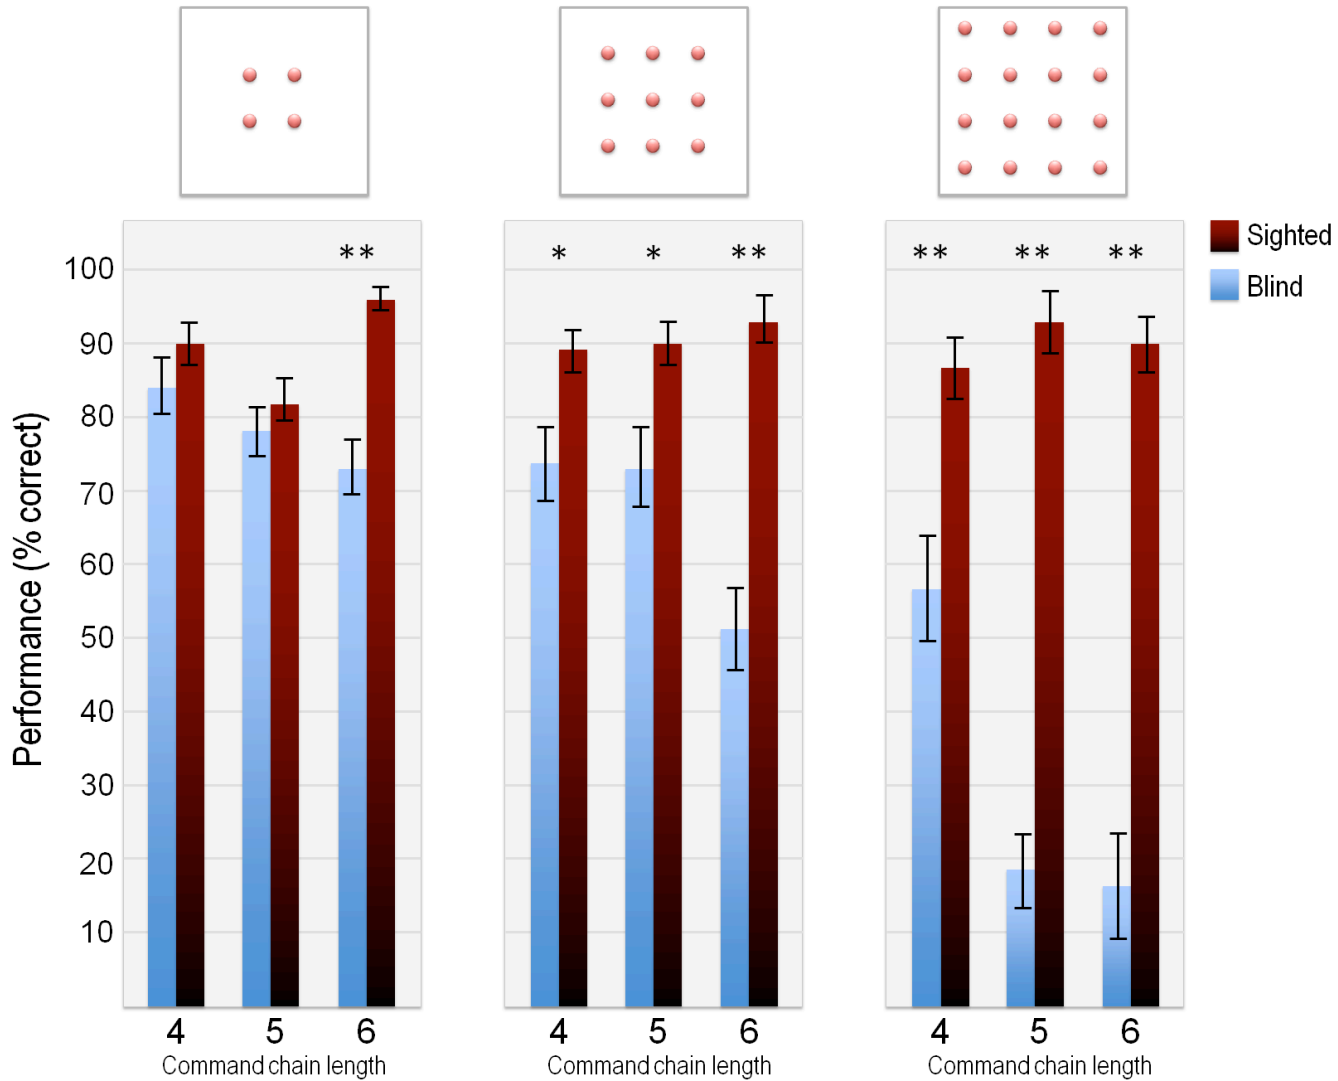 ** * * ** ** ** **
Sighted
Blind
100
90
80
70
60
50
40
30
20
10
Performance (% correct)
4 5 6 4 5 6 4 5 6
Command chain length Command chain length Command chain length